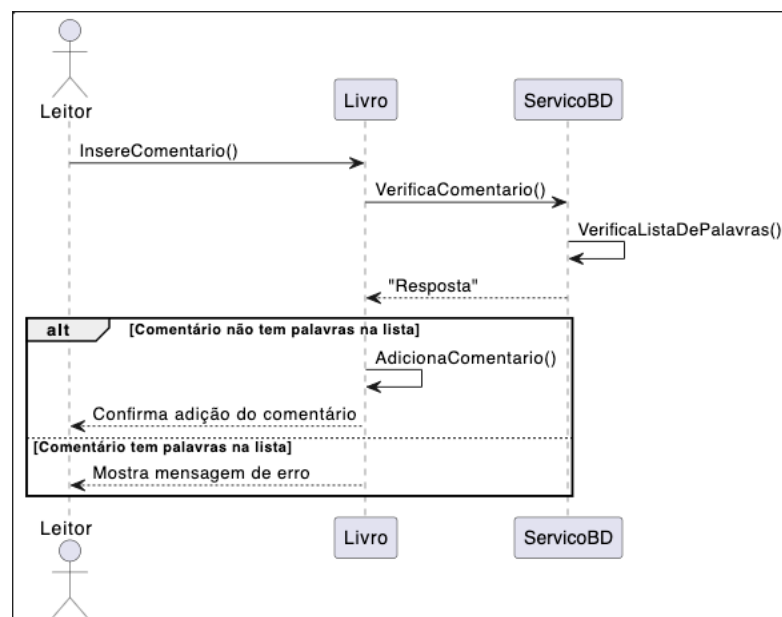 Leitor
Livro
ServicoBD
InsereComentario()
VerificaComentario()
VerificaListaDePalavras()
"Resposta"
alt
[Comentário não tem palavras na lista]
AdicionaComentario()
Confirma adição do comentário
[Comentário tem palavras na lista]
Mostra mensagem de erro
Leitor
Livro
ServicoBD